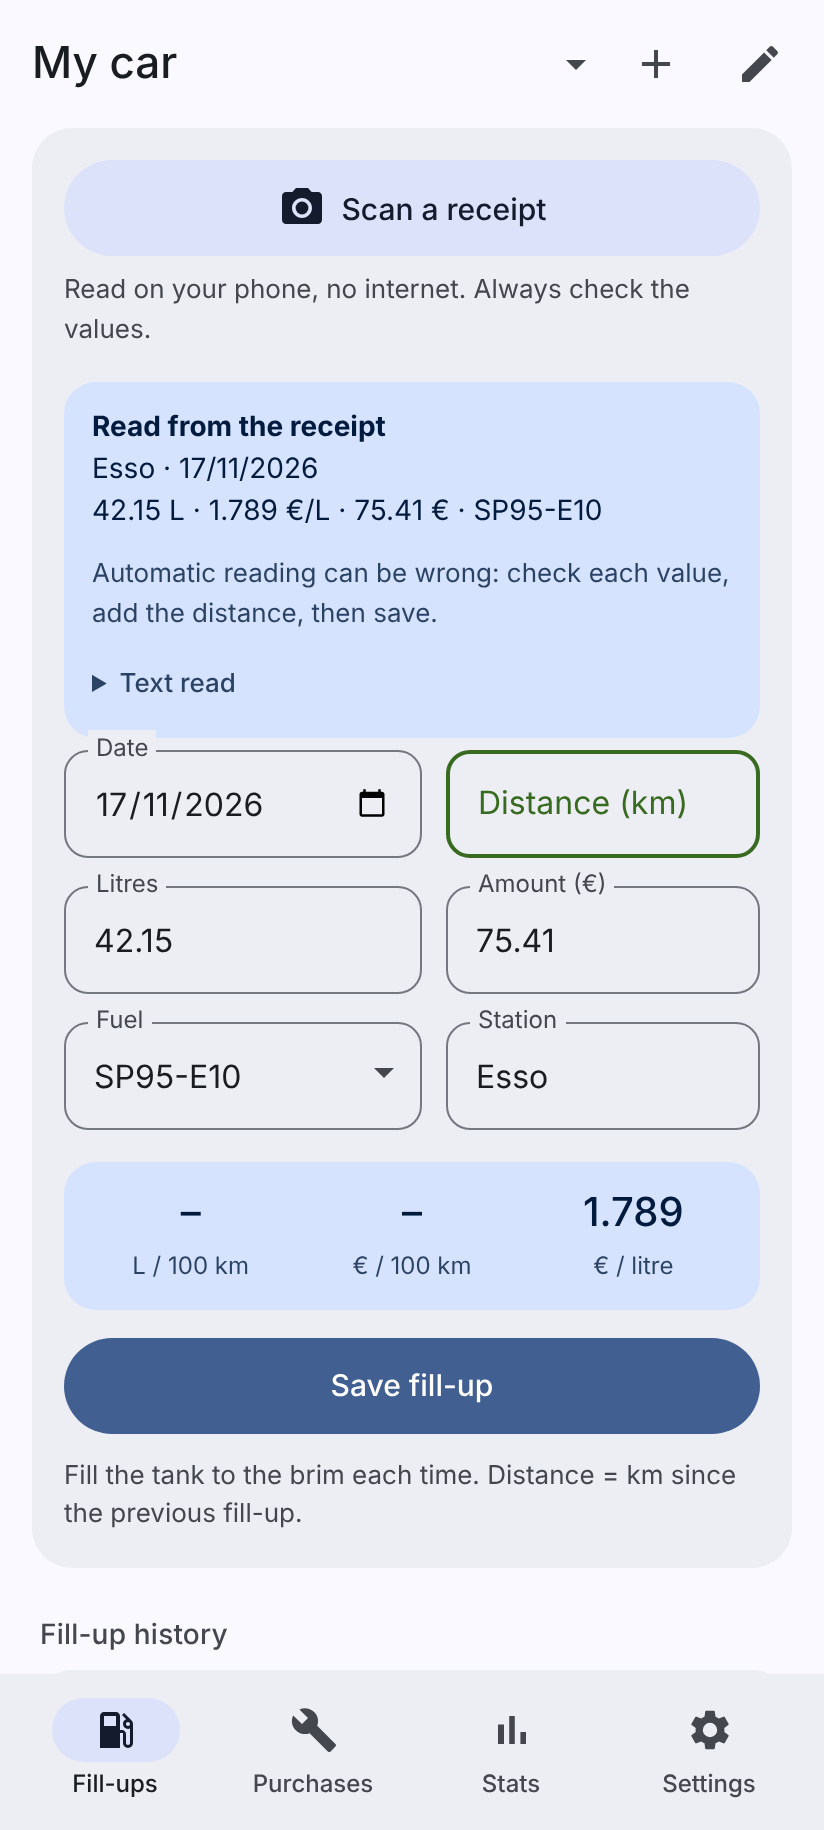 My car
Scan a receipt
Read on your phone, no internet. Always check the
values.
Read from the receipt
Esso · 17/11/2026
42.15 L · 1.789 €/L · 75.41 € · SP95-E10
Automatic reading can be wrong: check each value,
add the distance, then save.
Text read
Date
17/11/2026
Distance (km)
Litres
42.15
Amount (€)
75.41
Fuel
SP95-E10
Station
Esso
– – 1.789
L / 100 km € / 100 km € / litre
Save fill-up
Fill the tank to the brim each time. Distance = km since
the previous fill-up.
Fill-up history
Fill-ups Purchases Stats Settings